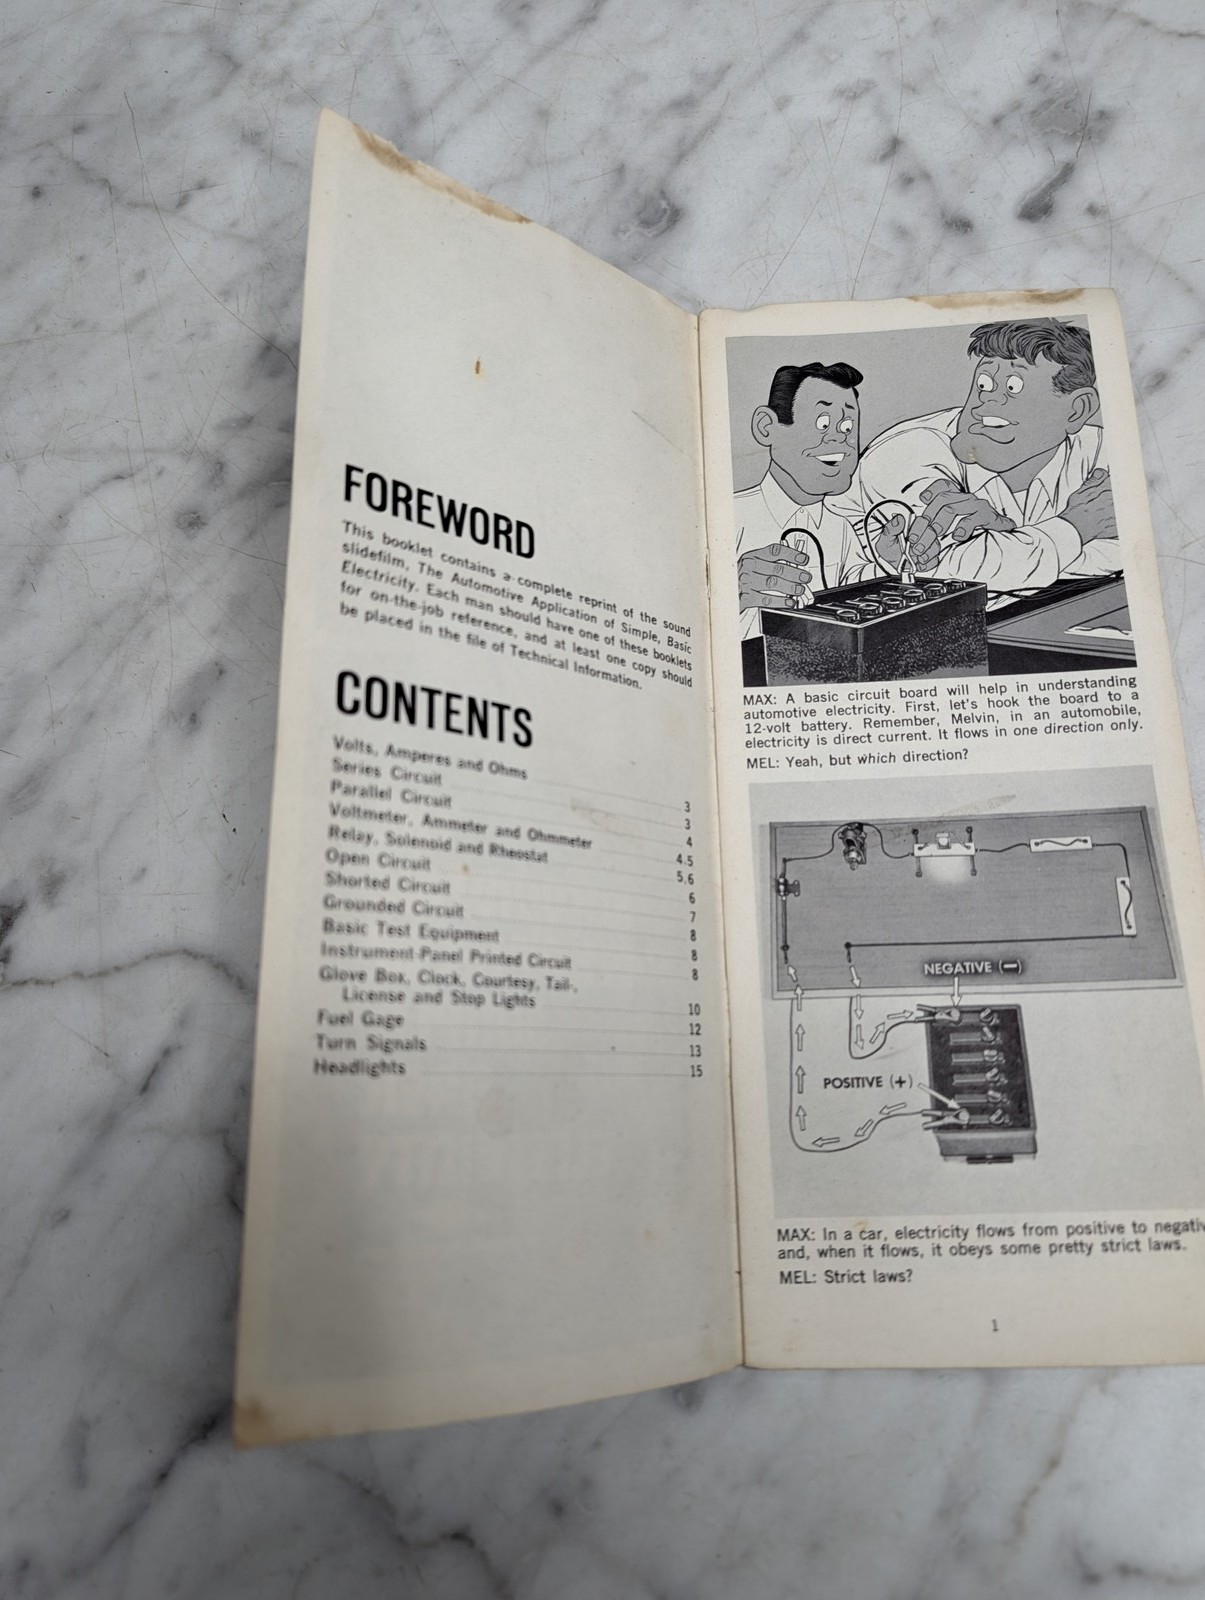 FOREWORD
This booklet contains a complete reprint of the sound
slidefilm, The Automotive Application of Simple, Basic
Electricity. Each man should have one of these booklets
for on-the-job reference, and at least one copy should
be placed in the file of Technical Information.
CONTENTS
Volts, Amperes and Ohms 3
Series Circuit 3
Parallel Circuit 4
Voltmeter, Ammeter and Ohmmeter 4,5
Relay, Solenoid and Rheostat 5,6
Open Circuit 6
Shorted Circuit 7
Grounded Circuit 8
Basic Test Equipment 8
Instrument-Panel Printed Circuit 8
Glove Box, Clock, Courtesy, Tail-,
License and Stop Lights 10
Fuel Gage 12
Turn Signals 13
Headlights 15
MAX: A basic circuit board will help in understanding
automotive electricity. First, let's hook the board to a
12-volt battery. Remember, Melvin, in an automobile,
electricity is direct current. It flows in one direction only.
MEL: Yeah, but which direction?
NEGATIVE (−)
POSITIVE (+)
MAX: In a car, electricity flows from positive to negativ
and, when it flows, it obeys some pretty strict laws.
MEL: Strict laws?
1